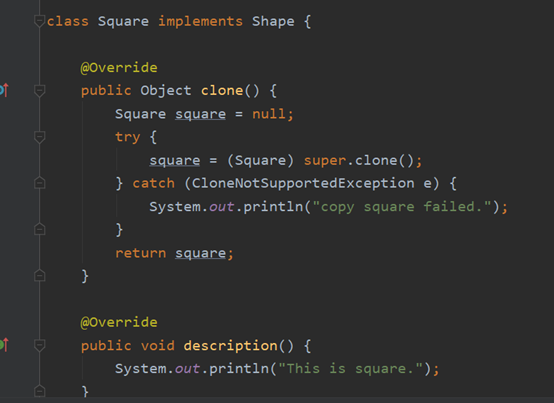 class Square implements Shape {
@Override
public Object clone() {
Square square = null;
try {
square = (Square) super.clone();
} catch (CloneNotSupportedException e) {
System.out.println("copy square failed.");
}
return square;
}
@Override
public void description() {
System.out.println("This is square.");
}